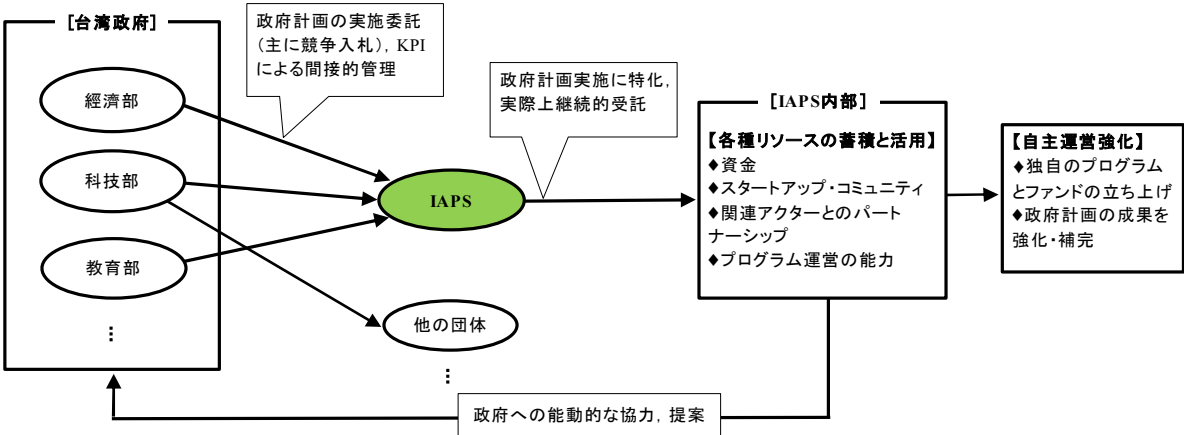 [台湾政府]
經濟部
科技部
教育部
⋮
政府計画の実施委託
(主に競争入札), KPI
による間接的管理
IAPS
他の団体
⋮
政府計画実施に特化,
実際上継続的受託
[IAPS内部]
【各種リソースの蓄積と活用】
♦資金
♦スタートアップ・コミュニティ
♦関連アクターとのパート
ナーシップ
♦プログラム運営の能力
【自主運営強化】
♦独自のプログラム
とファンドの立ち上げ
♦政府計画の成果を
強化・補完
政府への能動的な協力, 提案